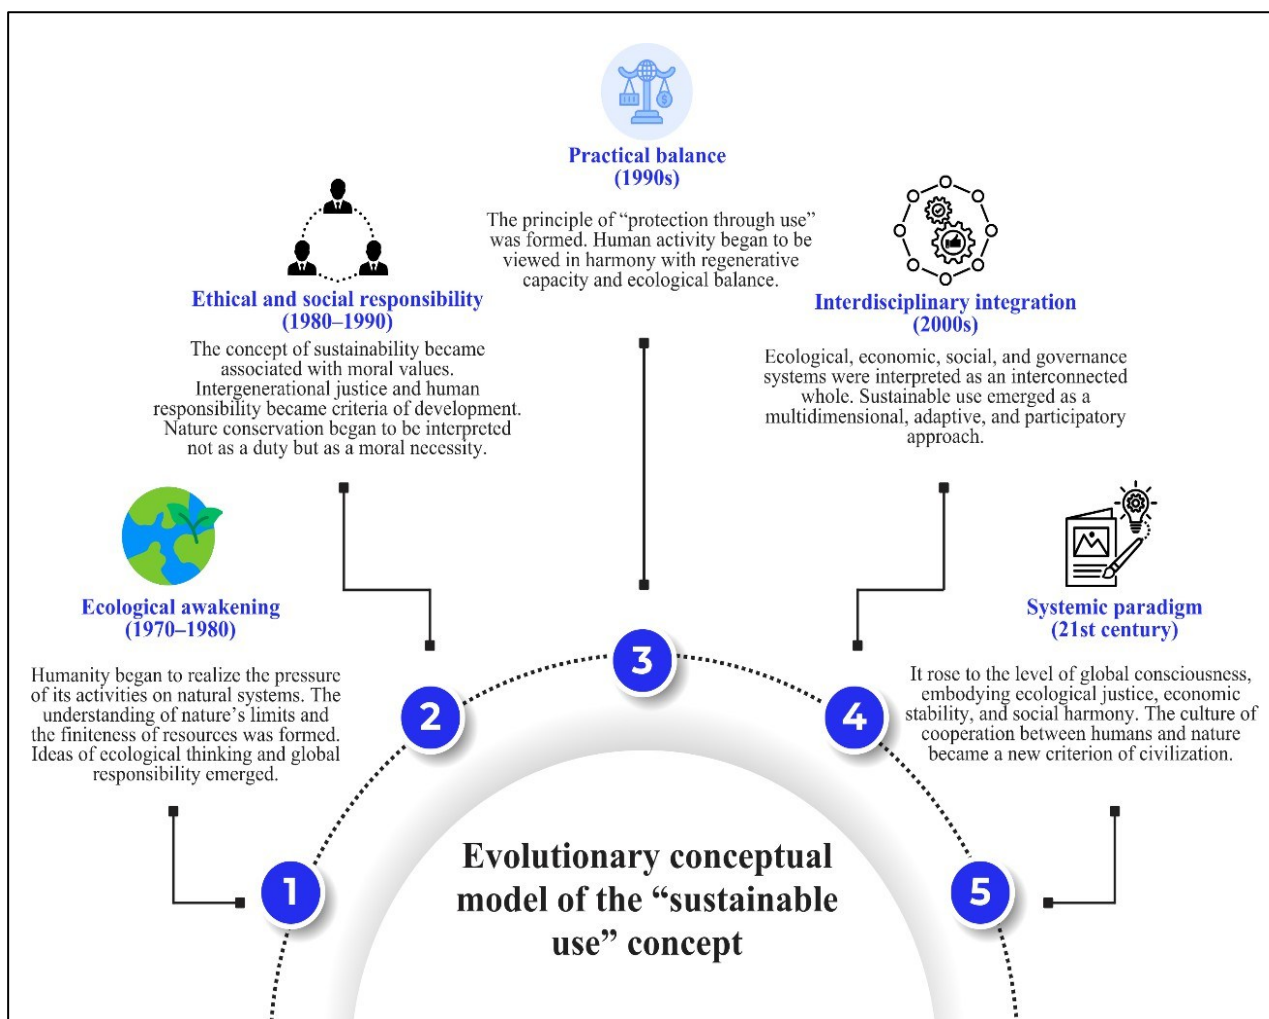 Practical balance
(1990s)
The principle of “protection through use”
was formed. Human activity began to be
viewed in harmony with regenerative
capacity and ecological balance.
Ethical and social responsibility
(1980–1990)
The concept of sustainability became
associated with moral values.
Intergenerational justice and human
responsibility became criteria of development.
Nature conservation began to be interpreted
not as a duty but as a moral necessity.
Interdisciplinary integration
(2000s)
Ecological, economic, social, and governance
systems were interpreted as an interconnected
whole. Sustainable use emerged as a
multidimensional, adaptive, and participatory
approach.
Ecological awakening
(1970–1980)
Humanity began to realize the pressure
of its activities on natural systems. The
understanding of nature’s limits and
the finiteness of resources was formed.
Ideas of ecological thinking and global
responsibility emerged.
Systemic paradigm
(21st century)
It rose to the level of global consciousness,
embodying ecological justice, economic
stability, and social harmony. The culture of
cooperation between humans and nature
became a new criterion of civilization.
1
2
3
4
5
Evolutionary conceptual
model of the “sustainable
use” concept